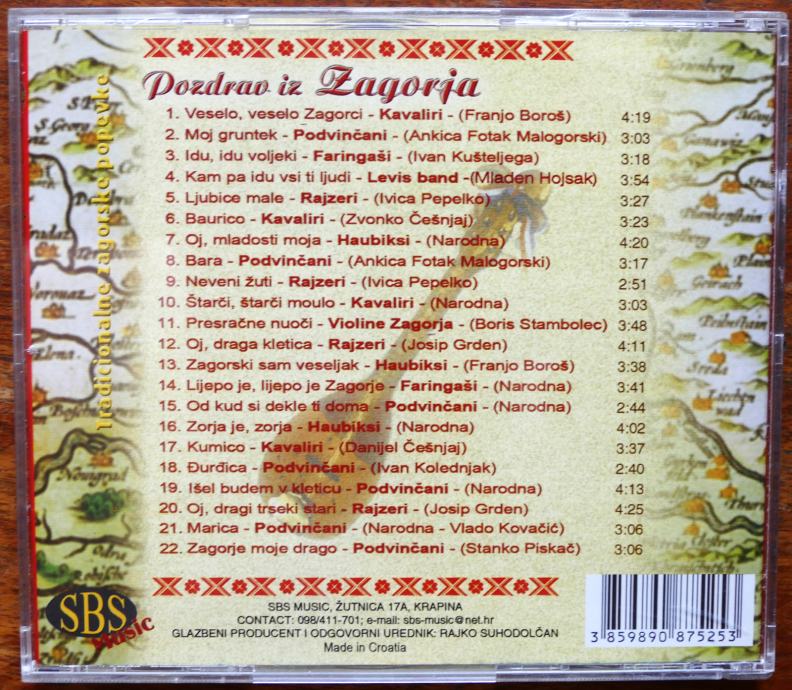 Pozdrav iz Zagorja
tradicionalne zagorske popevke
1. Veselo, veselo Zagorci - Kavaliri - (Franjo Boroš) 4:19
2. Moj gruntek - Podvinčani - (Ankica Fotak Malogorski) 3:03
3. Idu, idu voljeki - Faringaši - (Ivan Kušteljega) 3:18
4. Kam pa idu vsi ti ljudi - Levis band -(Mladen Hojsak) 3:54
5. Ljubice male - Rajzeri - (Ivica Pepelko) 3:27
6. Baurico - Kavaliri - (Zvonko Češnjaj) 3:23
7. Oj, mladosti moja - Haubiksi - (Narodna) 4:20
8. Bara - Podvinčani - (Ankica Fotak Malogorski) 3:17
9. Neveni žuti - Rajzeri - (Ivica Pepelko) 2:51
10. Štarči, štarči moulo - Kavaliri - (Narodna) 3:03
11. Presračne nuoči - Violine Zagorja - (Boris Stambolec) 3:48
12. Oj, draga kletica - Rajzeri - (Josip Grden) 4:11
13. Zagorski sam veseljak - Haubiksi - (Franjo Boroš) 3:38
14. Lijepo je, lijepo je Zagorje - Faringaši - (Narodna) 3:41
15. Od kud si dekle ti doma - Podvinčani - (Narodna) 2:44
16. Zorja je, zorja - Haubiksi - (Narodna) 4:02
17. Kumico - Kavaliri - (Danijel Češnjaj) 3:37
18. Đurđica - Podvinčani - (Ivan Kolednjak) 2:40
19. Išel budem v kleticu - Podvinčani - (Narodna) 4:13
20. Oj, dragi trseki stari - Rajzeri - (Josip Grden) 4:25
21. Marica - Podvinčani - (Narodna - Vlado Kovačić) 3:06
22. Zagorje moje drago - Podvinčani - (Stanko Piskač) 3:06
SBS Music
SBS MUSIC, ŽUTNICA 17A, KRAPINA
CONTACT: 098/411-701; e-mail: sbs-music@net.hr
GLAZBENI PRODUCENT I ODGOVORNI UREDNIK: RAJKO SUHODOLČAN
Made in Croatia
3 859890 875253
Novigrad